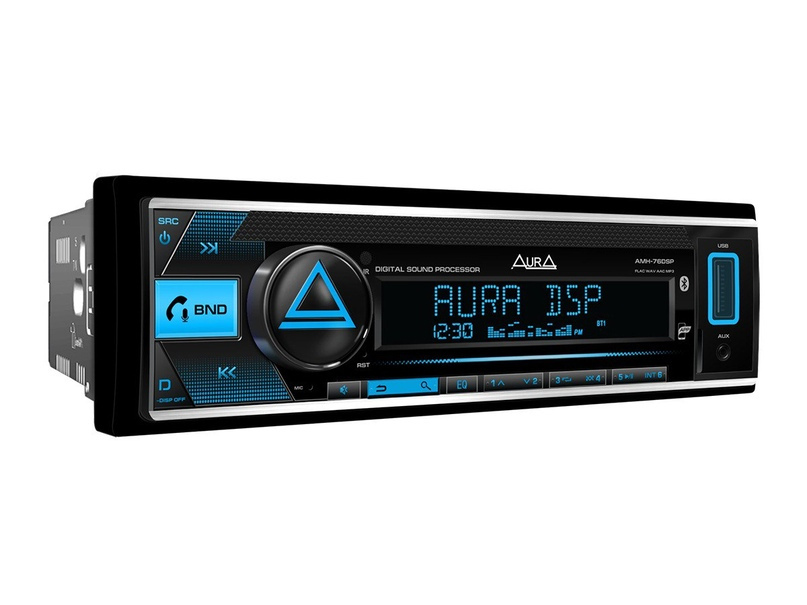 SRC
BND
D
-DISP OFF
MIC
RST
IR
DIGITAL SOUND PROCESSOR
AURA
AMH-76DSP
FLAC WAV AAC MP3
AURA DSP
12:30
PM
BT1
EQ
1
2
3
4
5
INT 6
USB
AUX